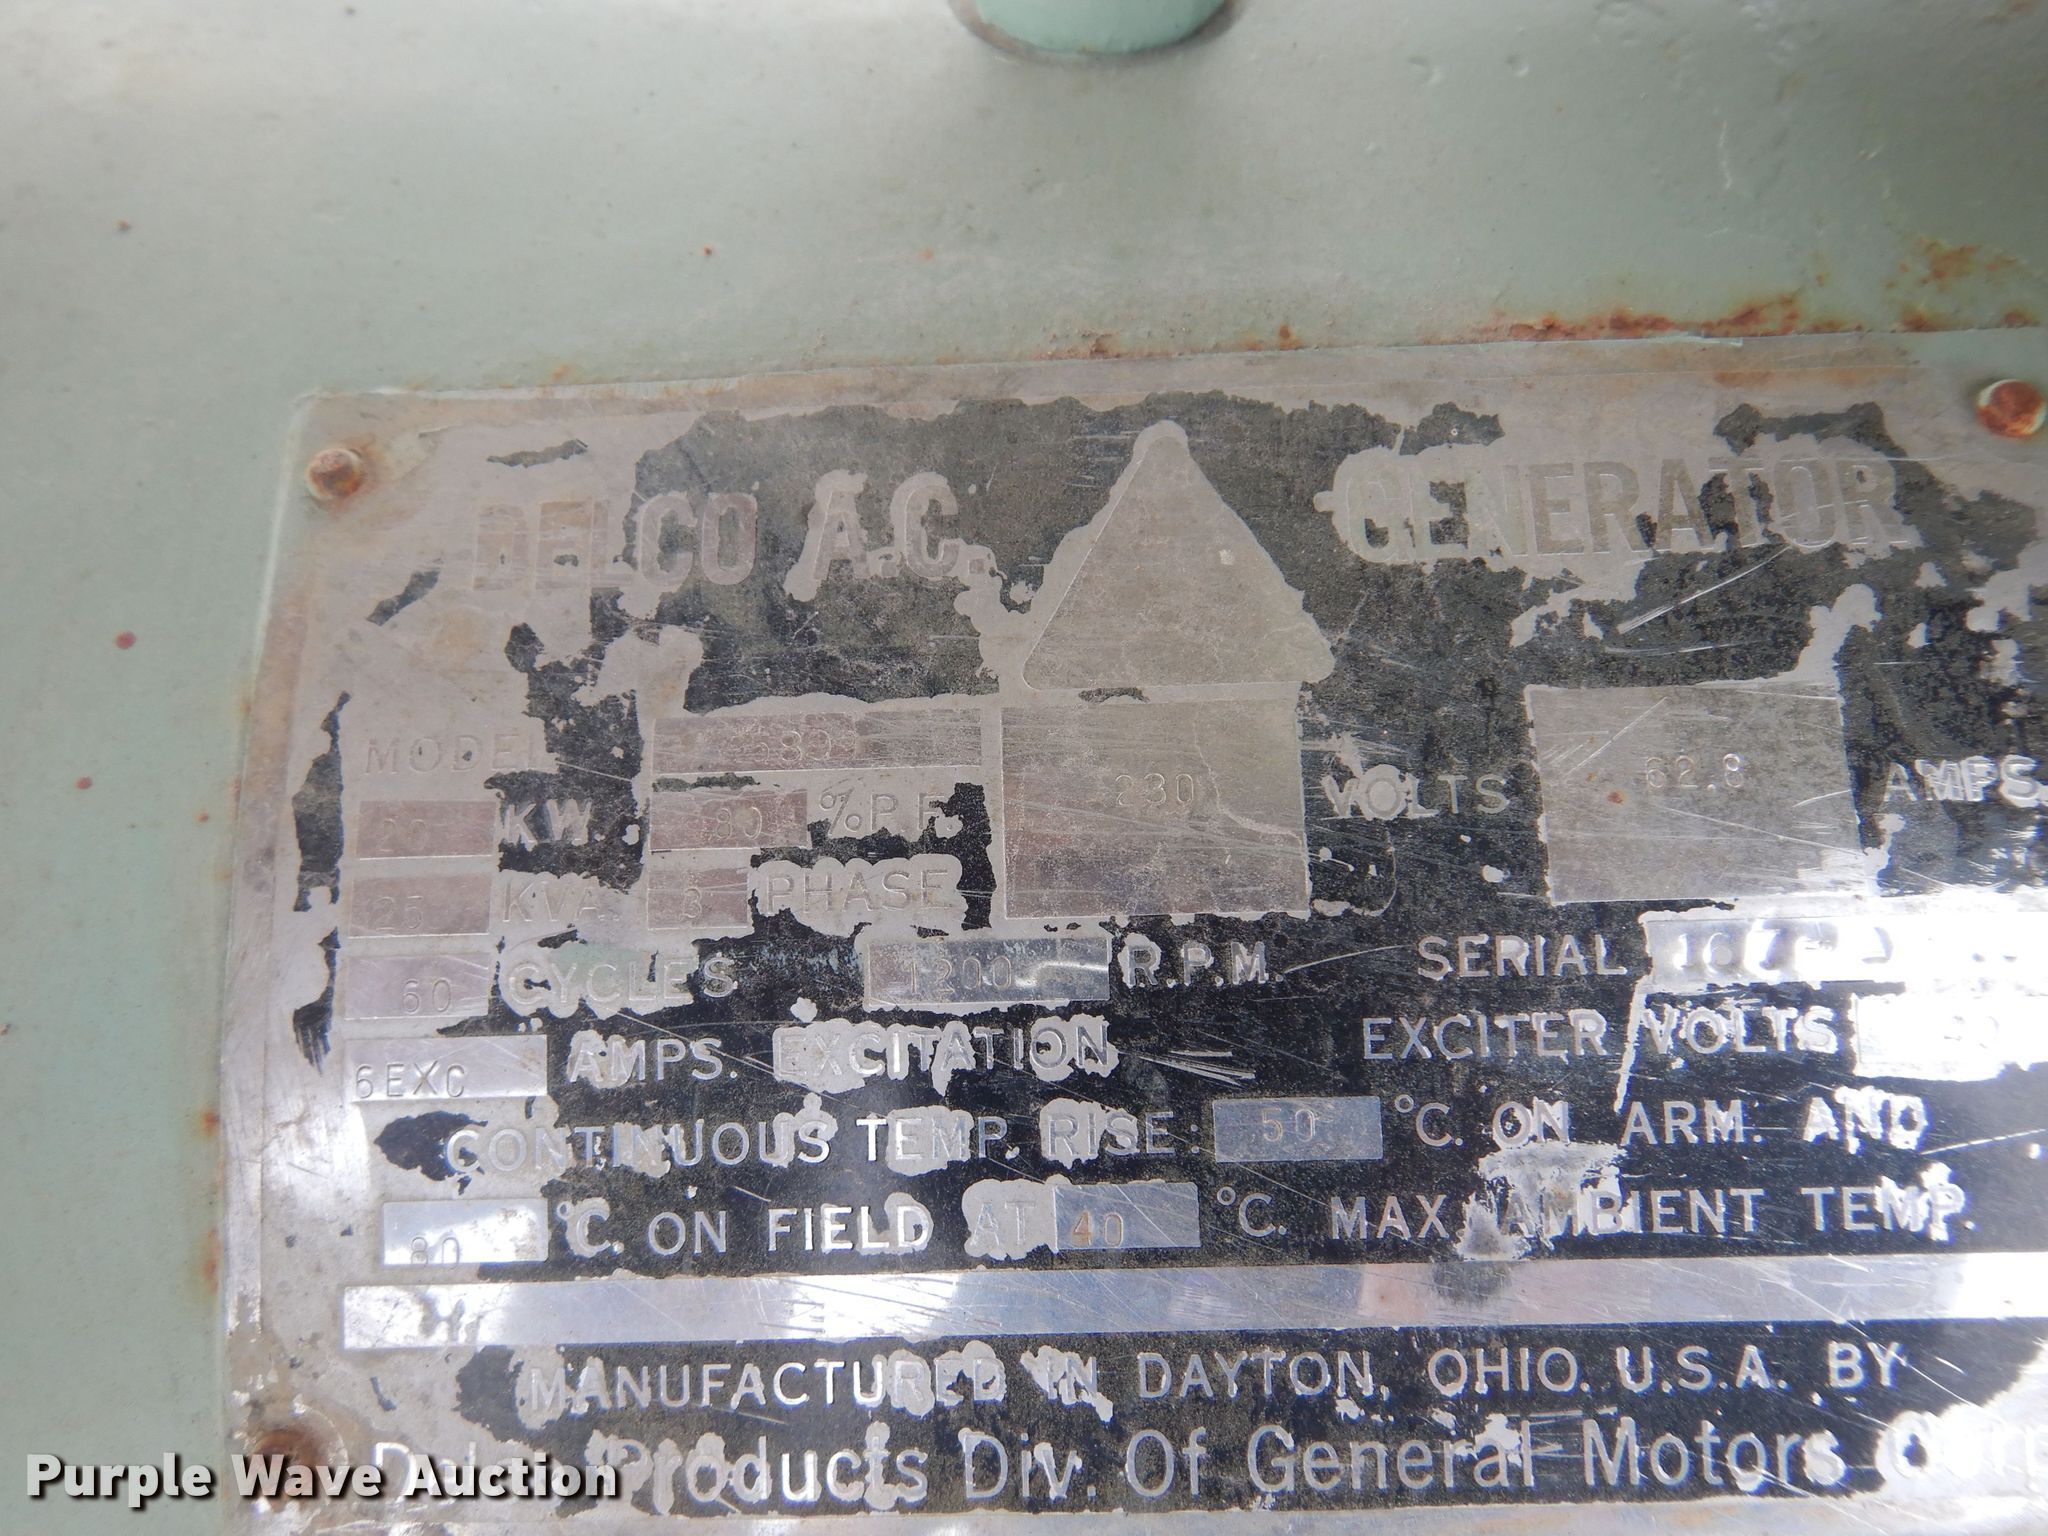 DELCO A.C. GENERATOR
MODEL
20 KW. 80 % P.F. 230 VOLTS 62.8 AMPS.
25 KVA. 3 PHASE
60 CYCLES 1200 R.P.M. SERIAL
6EXC AMPS. EXCITATION EXCITER VOLTS
CONTINUOUS TEMP. RISE: 50 °C. ON ARM. AND
80 °C. ON FIELD AT 40 °C. MAX. AMBIENT TEMP.
MANUFACTURED IN DAYTON, OHIO. U.S.A. BY
Products Div. Of General Motors Corp
Purple Wave Auction